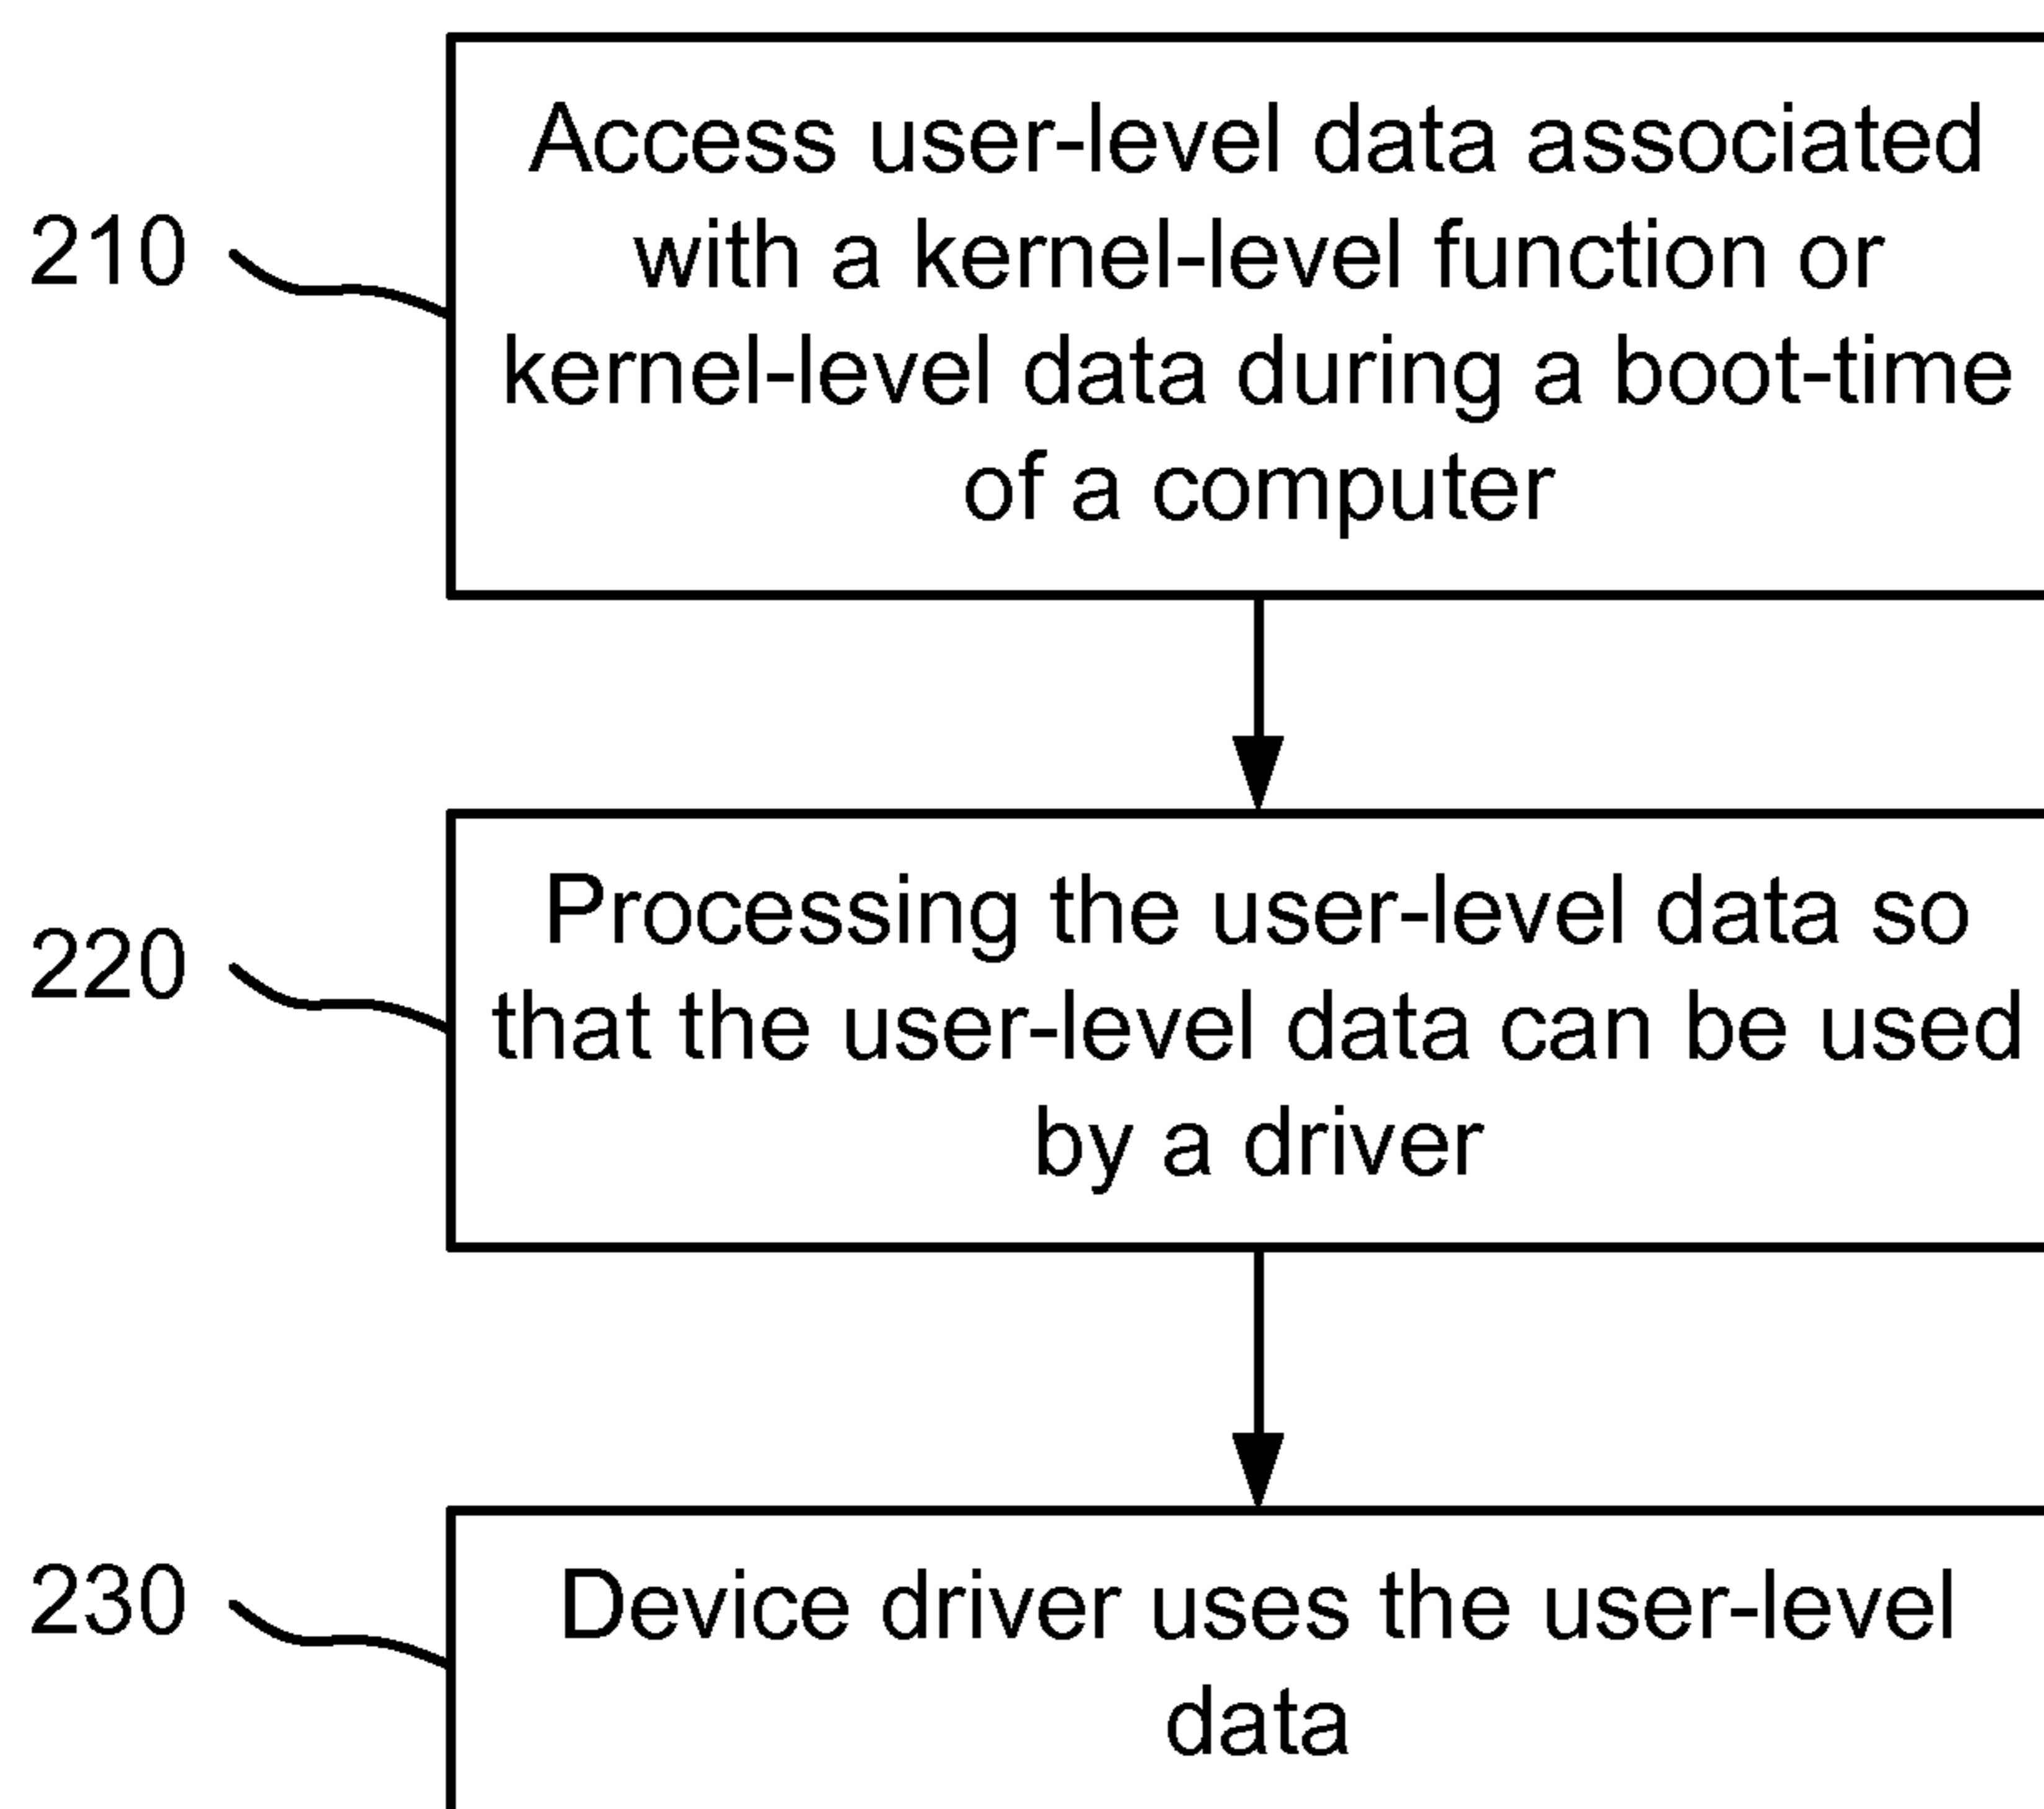 Access user-level data associated
with a kernel-level function or
210
kernel-level data during a boot-time
of a computer
Processing the user-level data so
220
that the user-level data can be used
by a driver
230
Device driver uses the user-level
data